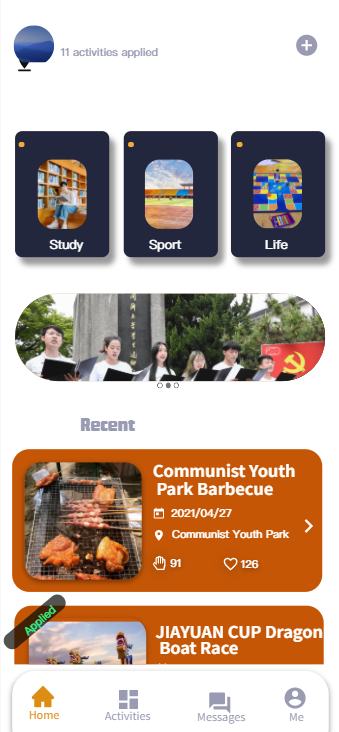 11 activities applied
Study
Sport
Life
Recent
Communist Youth
Park Barbecue
2021/04/27
Communist Youth Park
91
126
Applied
JIAYUAN CUP Dragon
Boat Race
Home
Activities
Messages
Me